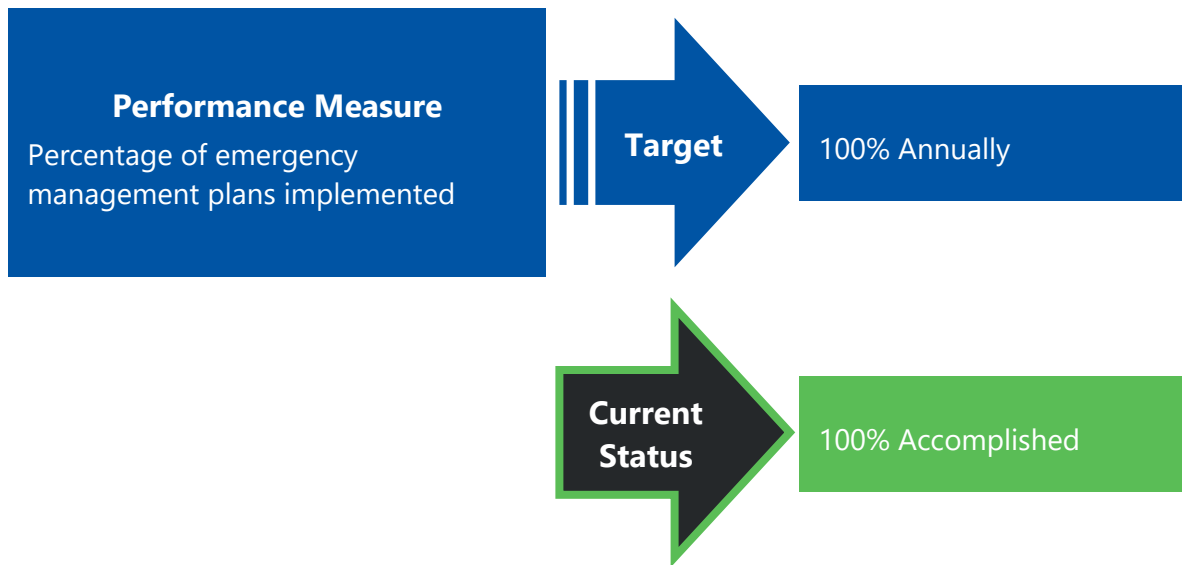 Performance Measure
Percentage of emergency
management plans implemented
Target
100% Annually
Current
Status
100% Accomplished